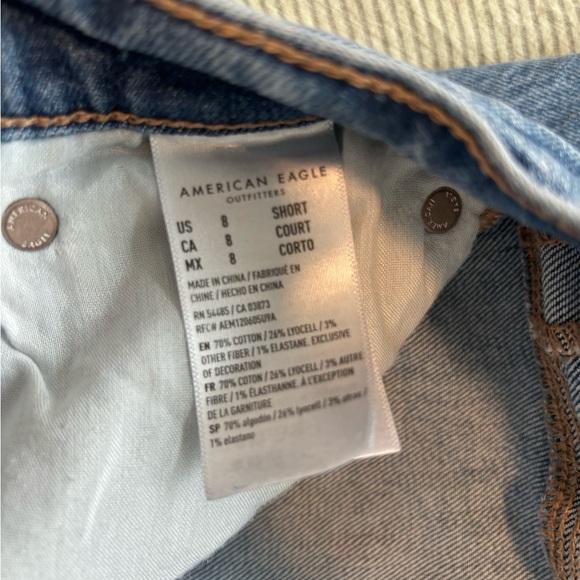 AMERICAN EAGLE
OUTFITTERS
US 8 SHORT
CA 8 COURT
MX 8 CORTO
MADE IN CHINA / FABRIQUÉ EN
CHINE / HECHO EN CHINA
RN 54485 / CA 03873
RFC# AEM120605U9A
EN 70% COTTON / 26% LYOCELL / 3%
OTHER FIBER / 1% ELASTANE. EXCLUSIVE
OF DECORATION
FR 70% COTON / 26% LYOCELL / 3% AUTRE
FIBRE / 1% ÉLASTHANNE. À L'EXCEPTION
DE LA GARNITURE
SP 70% algodón / 26% lyocell / 3% otras /
1% elastano
AMERICAN
EAGLE
AMERICAN